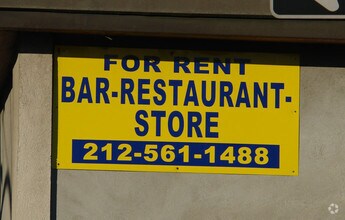 FOR RENT
BAR-RESTAURANT-
STORE
212-561-1488